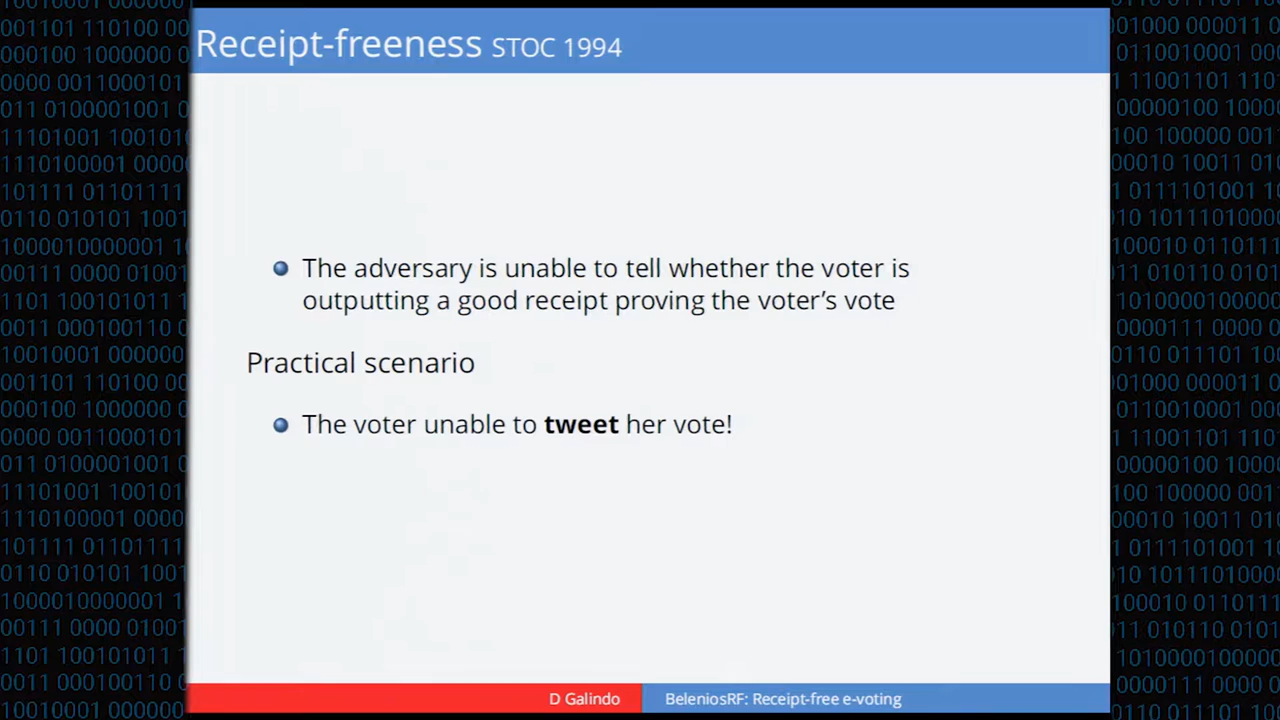 Receipt-freeness STOC 1994
The adversary is unable to tell whether the voter is
outputting a good receipt proving the voter's vote
Practical scenario
The voter unable to tweet her vote!
D Galindo
BeleniosRF: Receipt-free e-voting